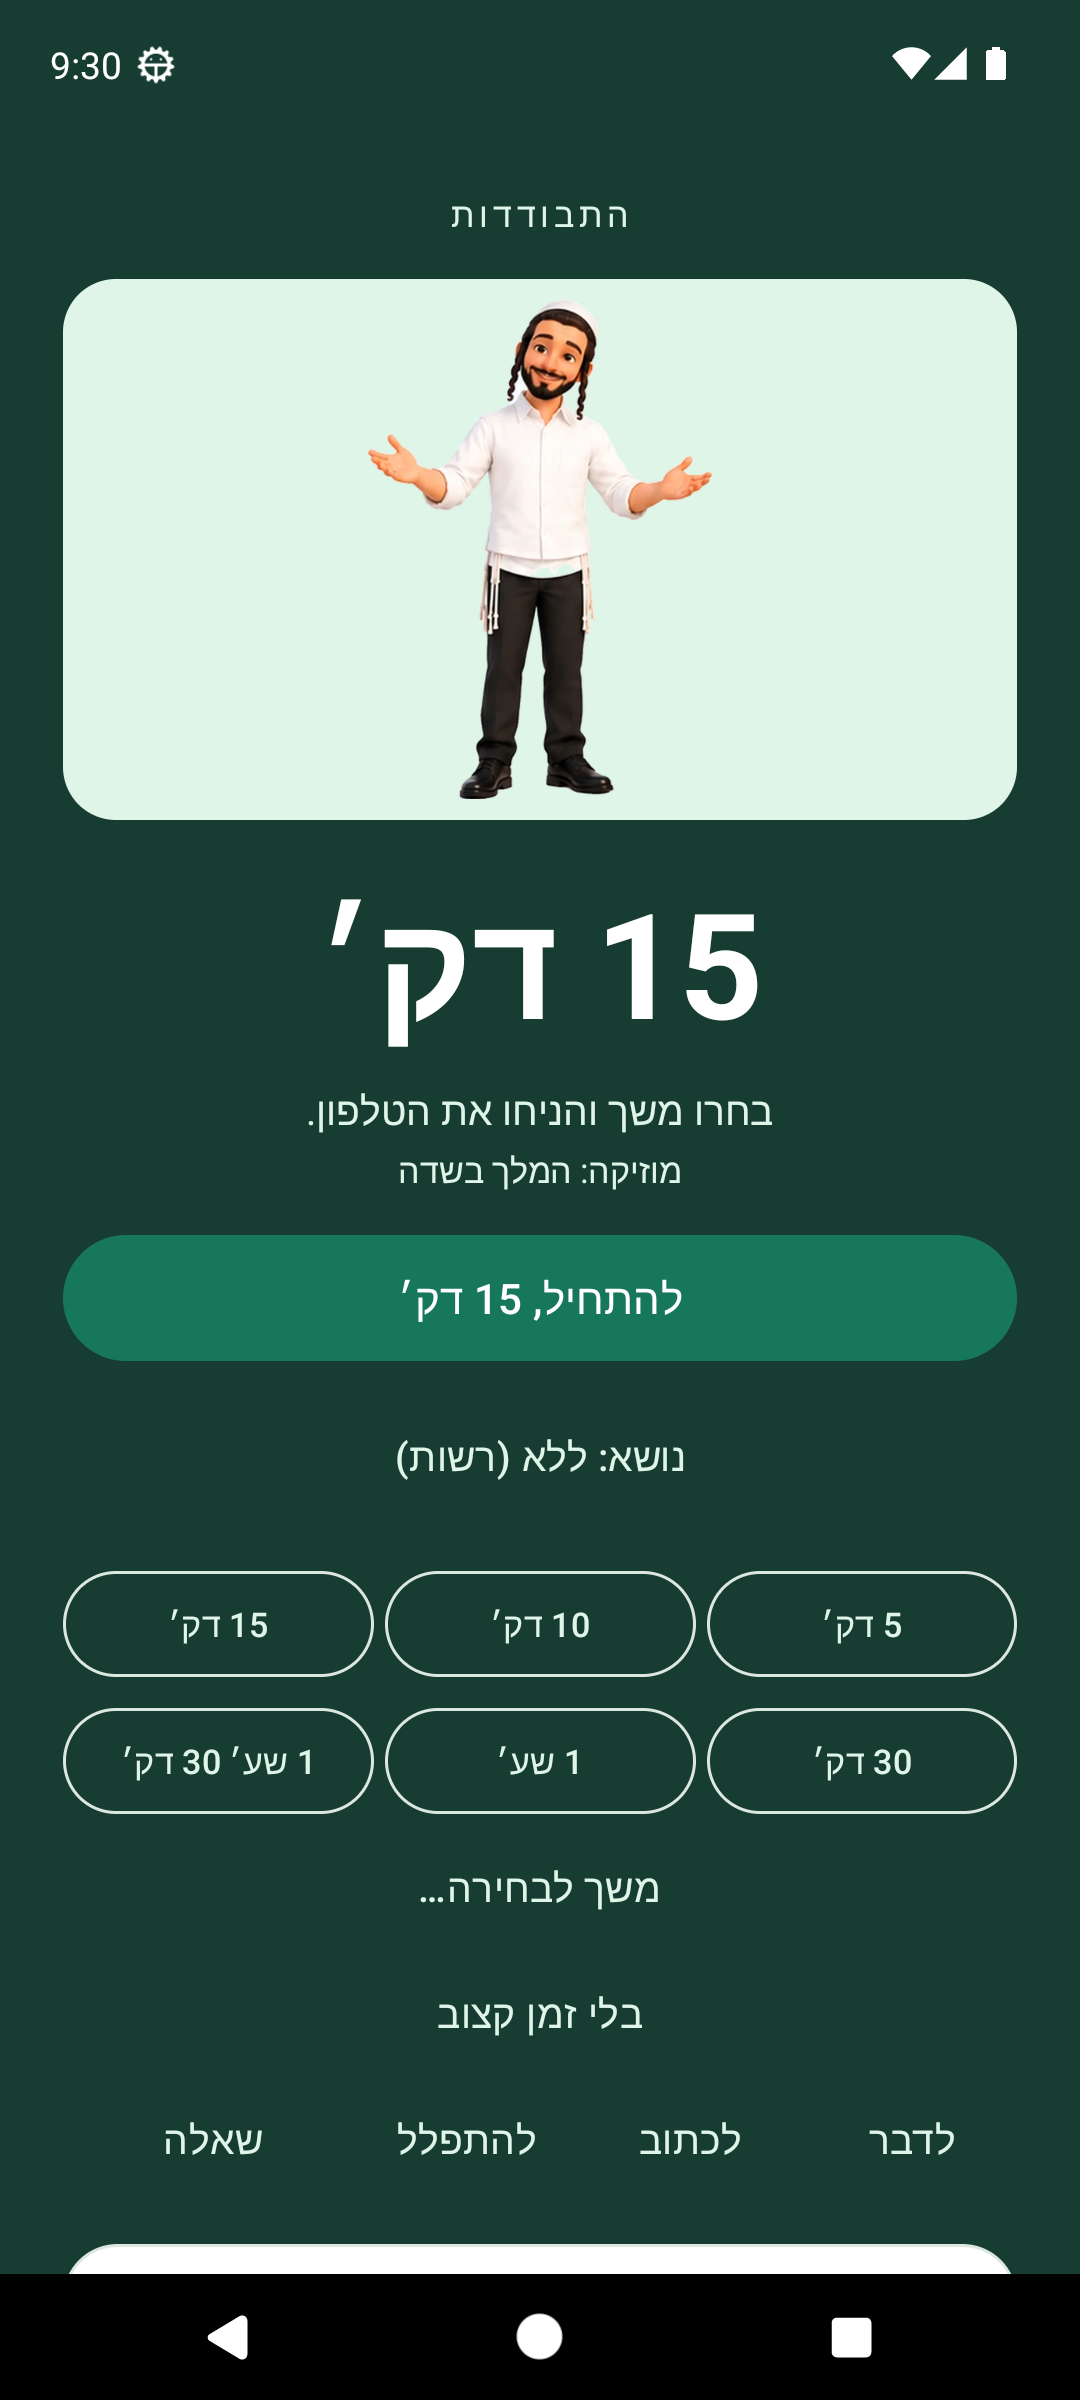 9:30
התבודדות
15 דק׳
בחרו משך והניחו את הטלפון.
מוזיקה: המלך בשדה
להתחיל, 15 דק׳
נושא: ללא (רשות)
5 דק׳
10 דק׳
15 דק׳
30 דק׳
1 שע׳
1 שע׳ 30 דק׳
משך לבחירה…
בלי זמן קצוב
לדבר
לכתוב
להתפלל
שאלה